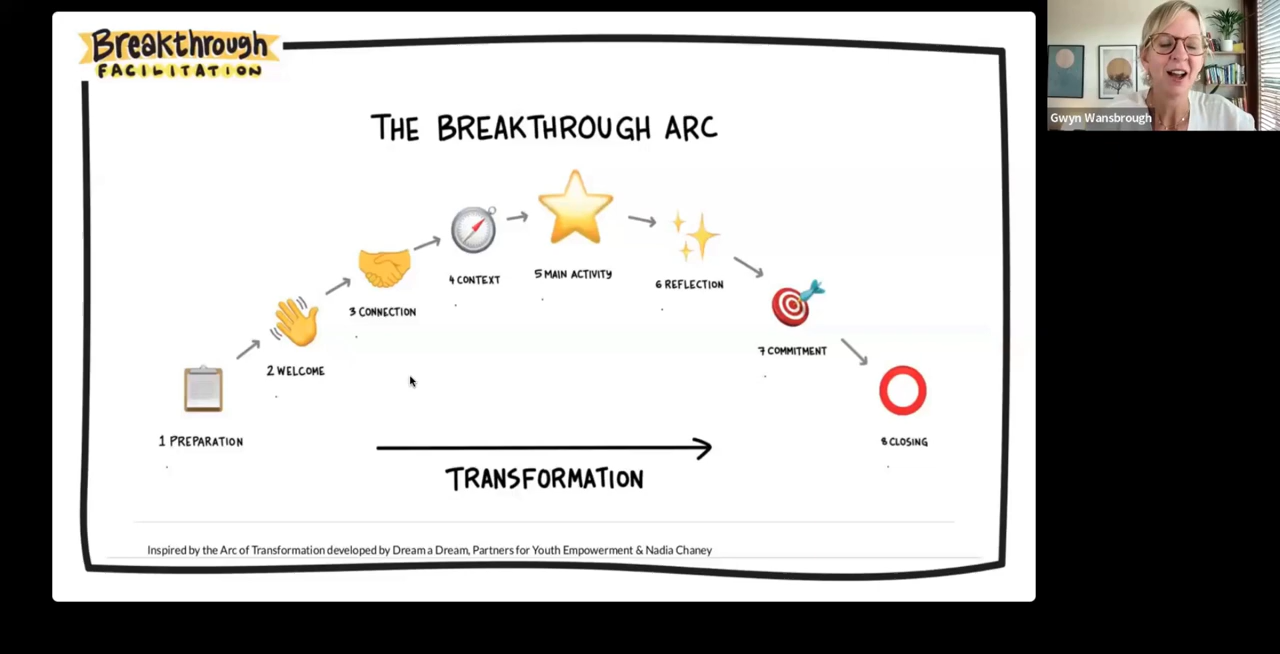 Breakthrough
FACILITATION
Gwyn Wansbrough
THE BREAKTHROUGH ARC
4 CONTEXT
5 MAIN ACTIVITY
6 REFLECTION
3 CONNECTION
7 COMMITMENT
2 WELCOME
1 PREPARATION
8 CLOSING
TRANSFORMATION
Inspired by the Arc of Transformation developed by Dream a Dream, Partners for Youth Empowerment & Nadia Chaney